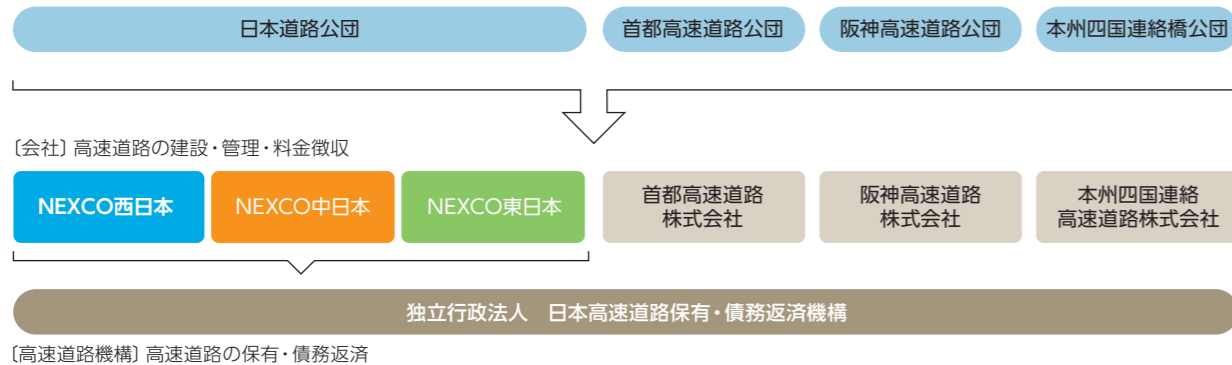 日本道路公団
首都高速道路公団
阪神高速道路公団
本州四国連絡橋公団
〔会社〕高速道路の建設・管理・料金徴収
NEXCO西日本
NEXCO中日本
NEXCO東日本
首都高速道路
株式会社
阪神高速道路
株式会社
本州四国連絡
高速道路株式会社
独立行政法人　日本高速道路保有・債務返済機構
〔高速道路機構〕高速道路の保有・債務返済